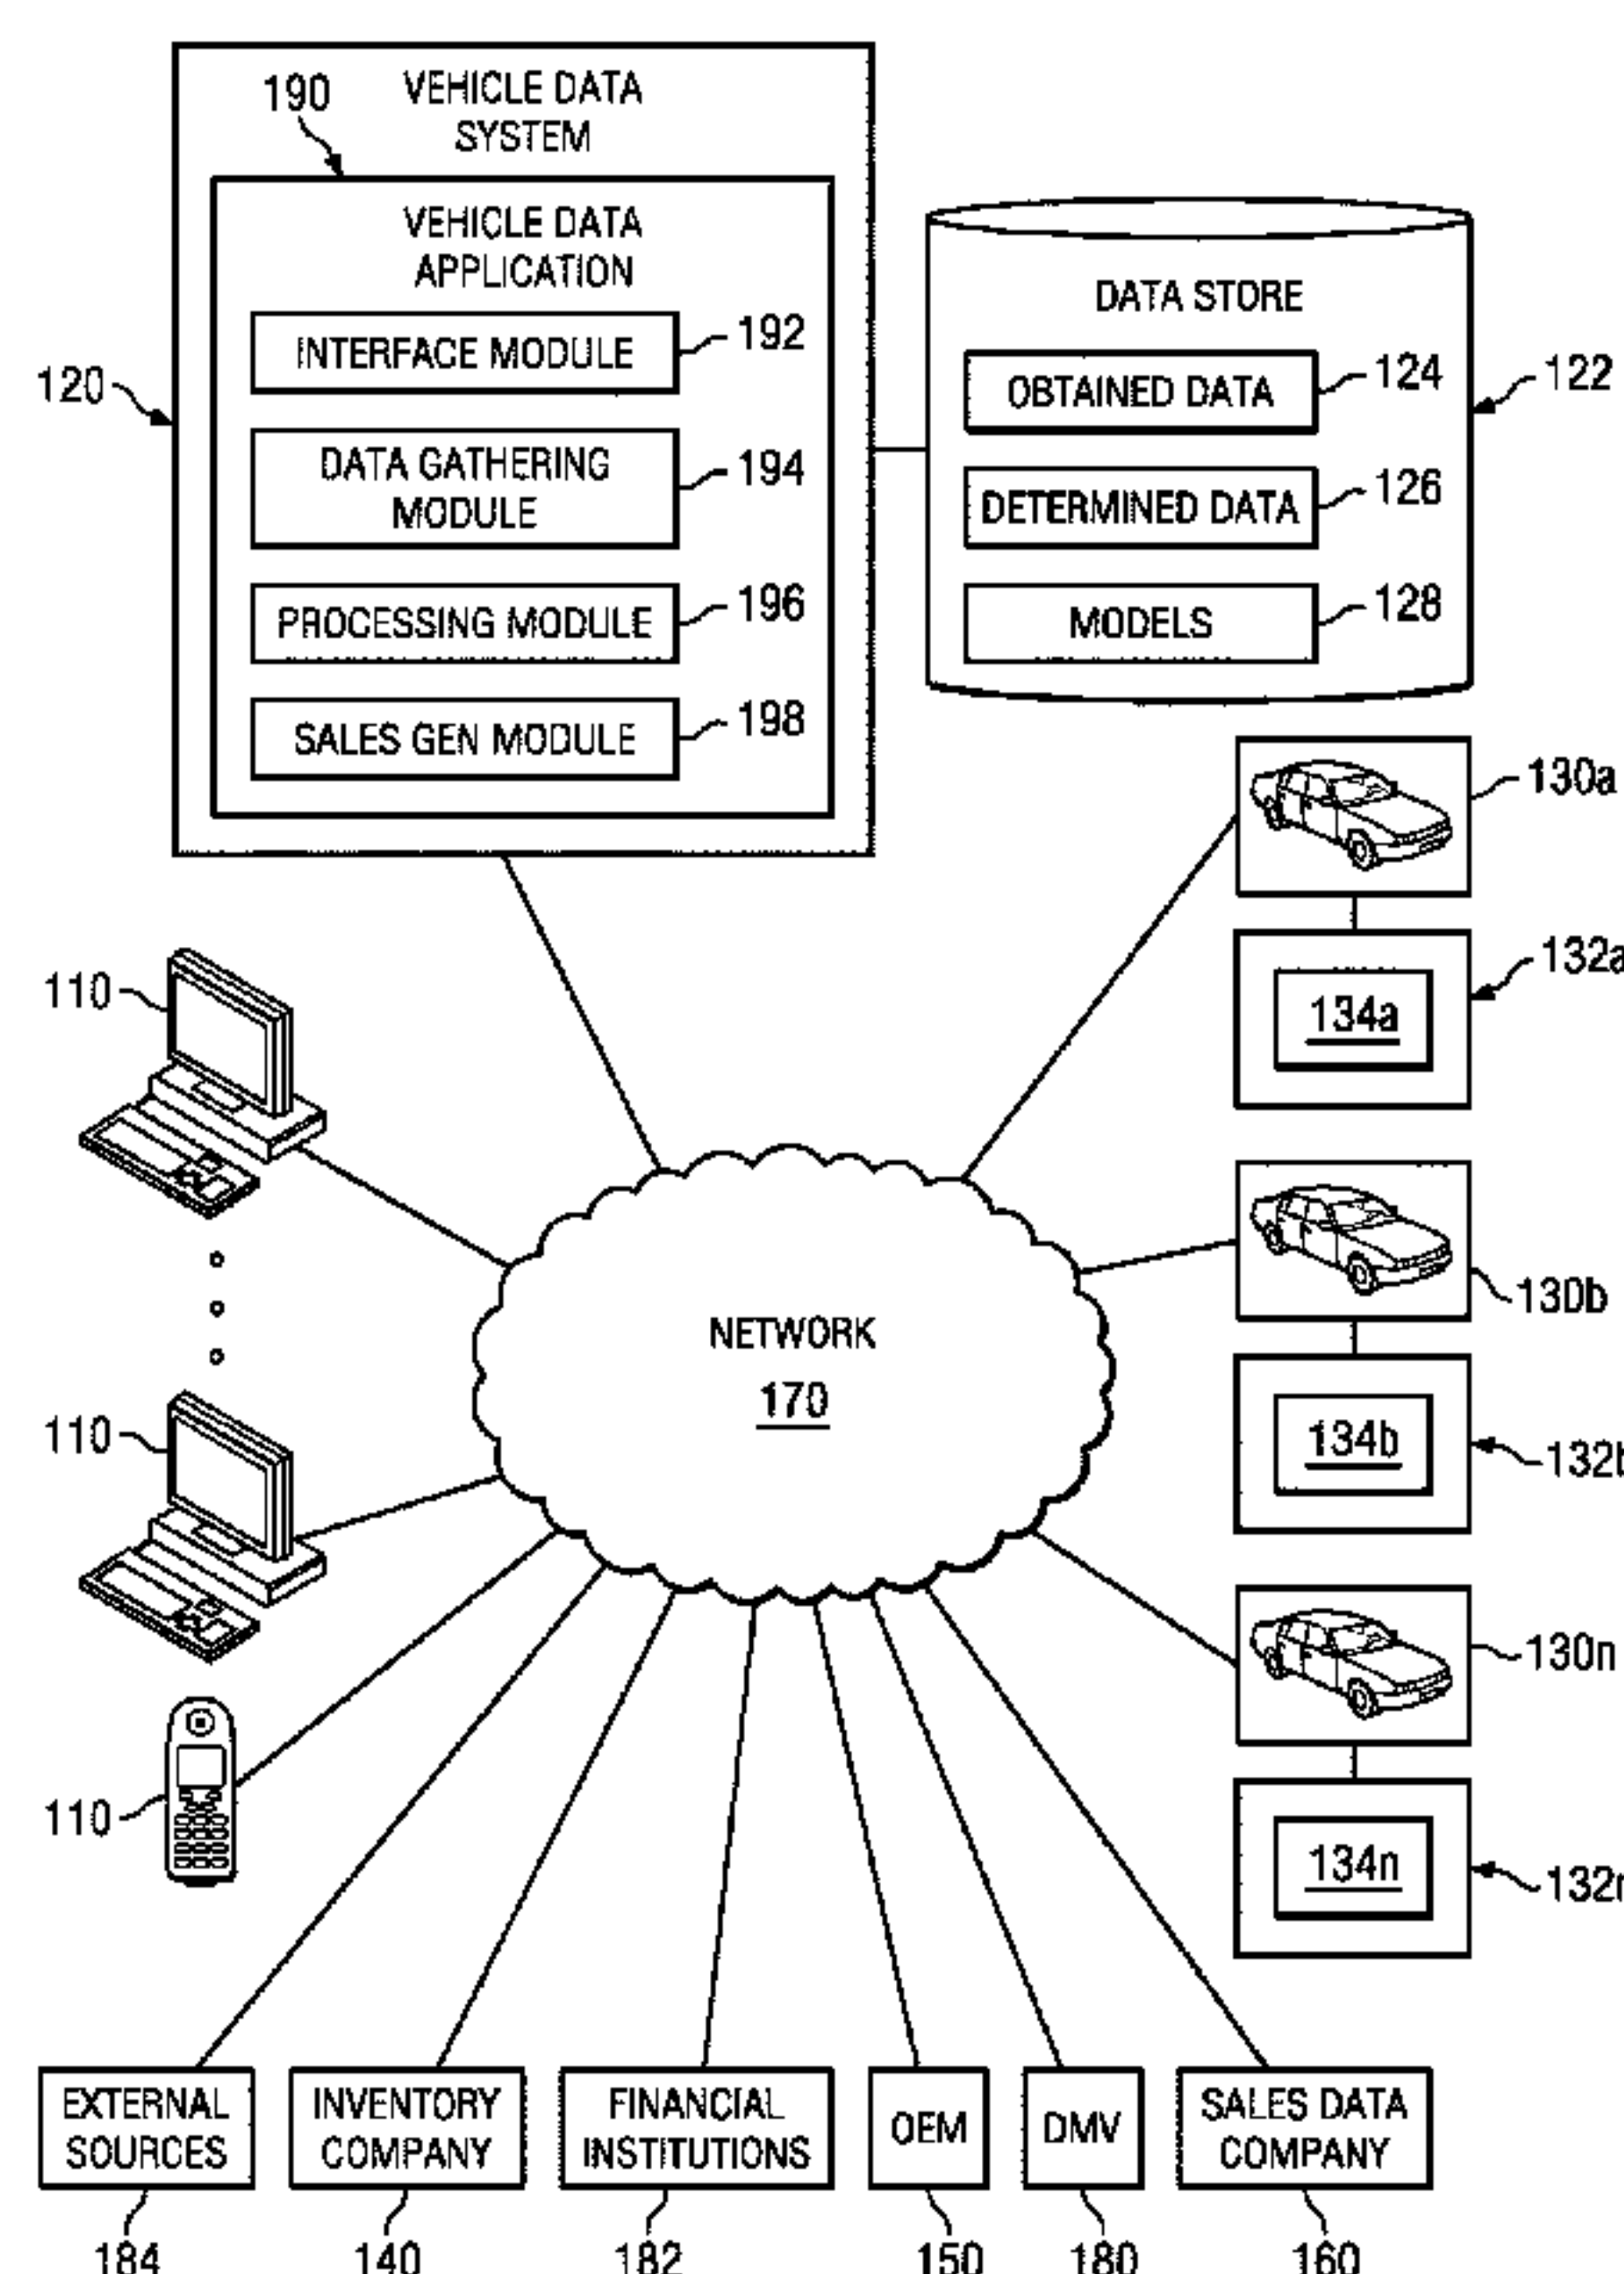 190
VEHICLE DATA
SYSTEM
VEHICLE DATA
APPLICATION
INTERFACE MODULE
192
120
DATA GATHERING
MODULE
194
PROCESSING MODULE
196
SALES GEN MODULE
198
DATA STORE
OBTAINED DATA
124
122
DETERMINED DATA
126
MODELS
128
130a
132a
134a
110
130b
NETWORK
170
110
134b
132b
130n
110
134n
132n
EXTERNAL
SOURCES
INVENTORY
COMPANY
FINANCIAL
INSTITUTIONS
OEM
DMV
SALES DATA
COMPANY
184
140
182
150
180
160